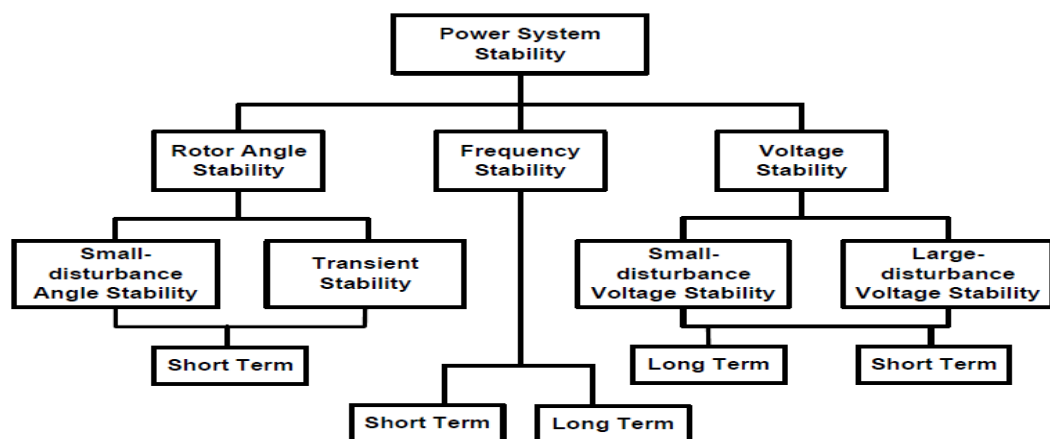 Power System
Stability
Rotor Angle
Stability
Frequency
Stability
Voltage
Stability
Small-
disturbance
Angle Stability
Transient
Stability
Small-
disturbance
Voltage Stability
Large-
disturbance
Voltage Stability
Short Term
Long Term
Short Term
Short Term
Long Term